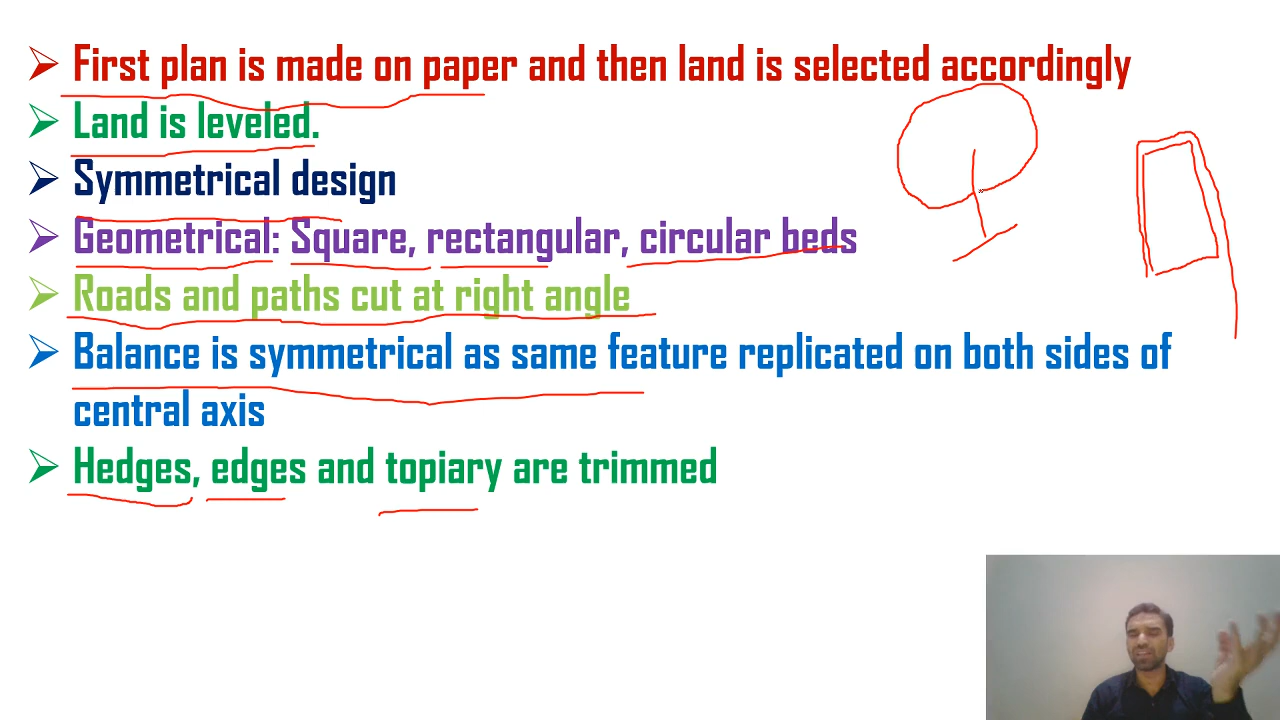 First plan is made on paper and then land is selected accordingly
Land is leveled.
Symmetrical design
Geometrical: Square, rectangular, circular beds
Roads and paths cut at right angle
Balance is symmetrical as same feature replicated on both sides of
central axis
Hedges, edges and topiary are trimmed